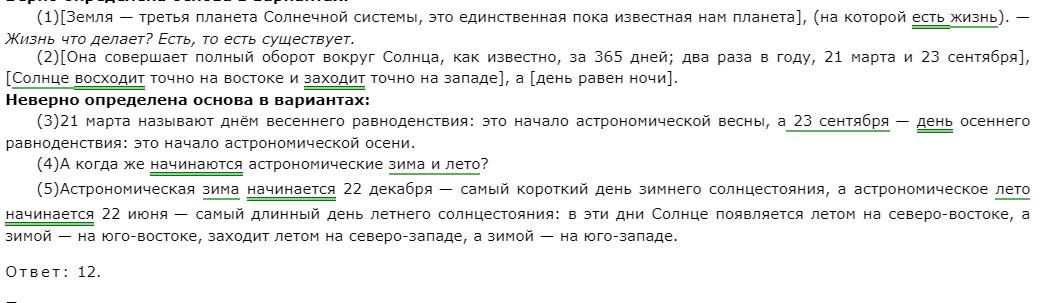 (1)[Земля — третья планета Солнечной системы, это единственная пока известная нам планета], (на которой есть жизнь). —
Жизнь что делает? Есть, то есть существует.
(2)[Она совершает полный оборот вокруг Солнца, как известно, за 365 дней; два раза в году, 21 марта и 23 сентября],
[Солнце восходит точно на востоке и заходит точно на западе], а [день равен ночи].
Неверно определена основа в вариантах:
(3)21 марта называют днём весеннего равноденствия: это начало астрономической весны, а 23 сентября — день осеннего
равноденствия: это начало астрономической осени.
(4)А когда же начинаются астрономические зима и лето?
(5)Астрономическая зима начинается 22 декабря — самый короткий день зимнего солнцестояния, а астрономическое лето
начинается 22 июня — самый длинный день летнего солнцестояния: в эти дни Солнце появляется летом на северо-востоке, а
зимой — на юго-востоке, заходит летом на северо-западе, а зимой — на юго-западе.
Ответ: 12.